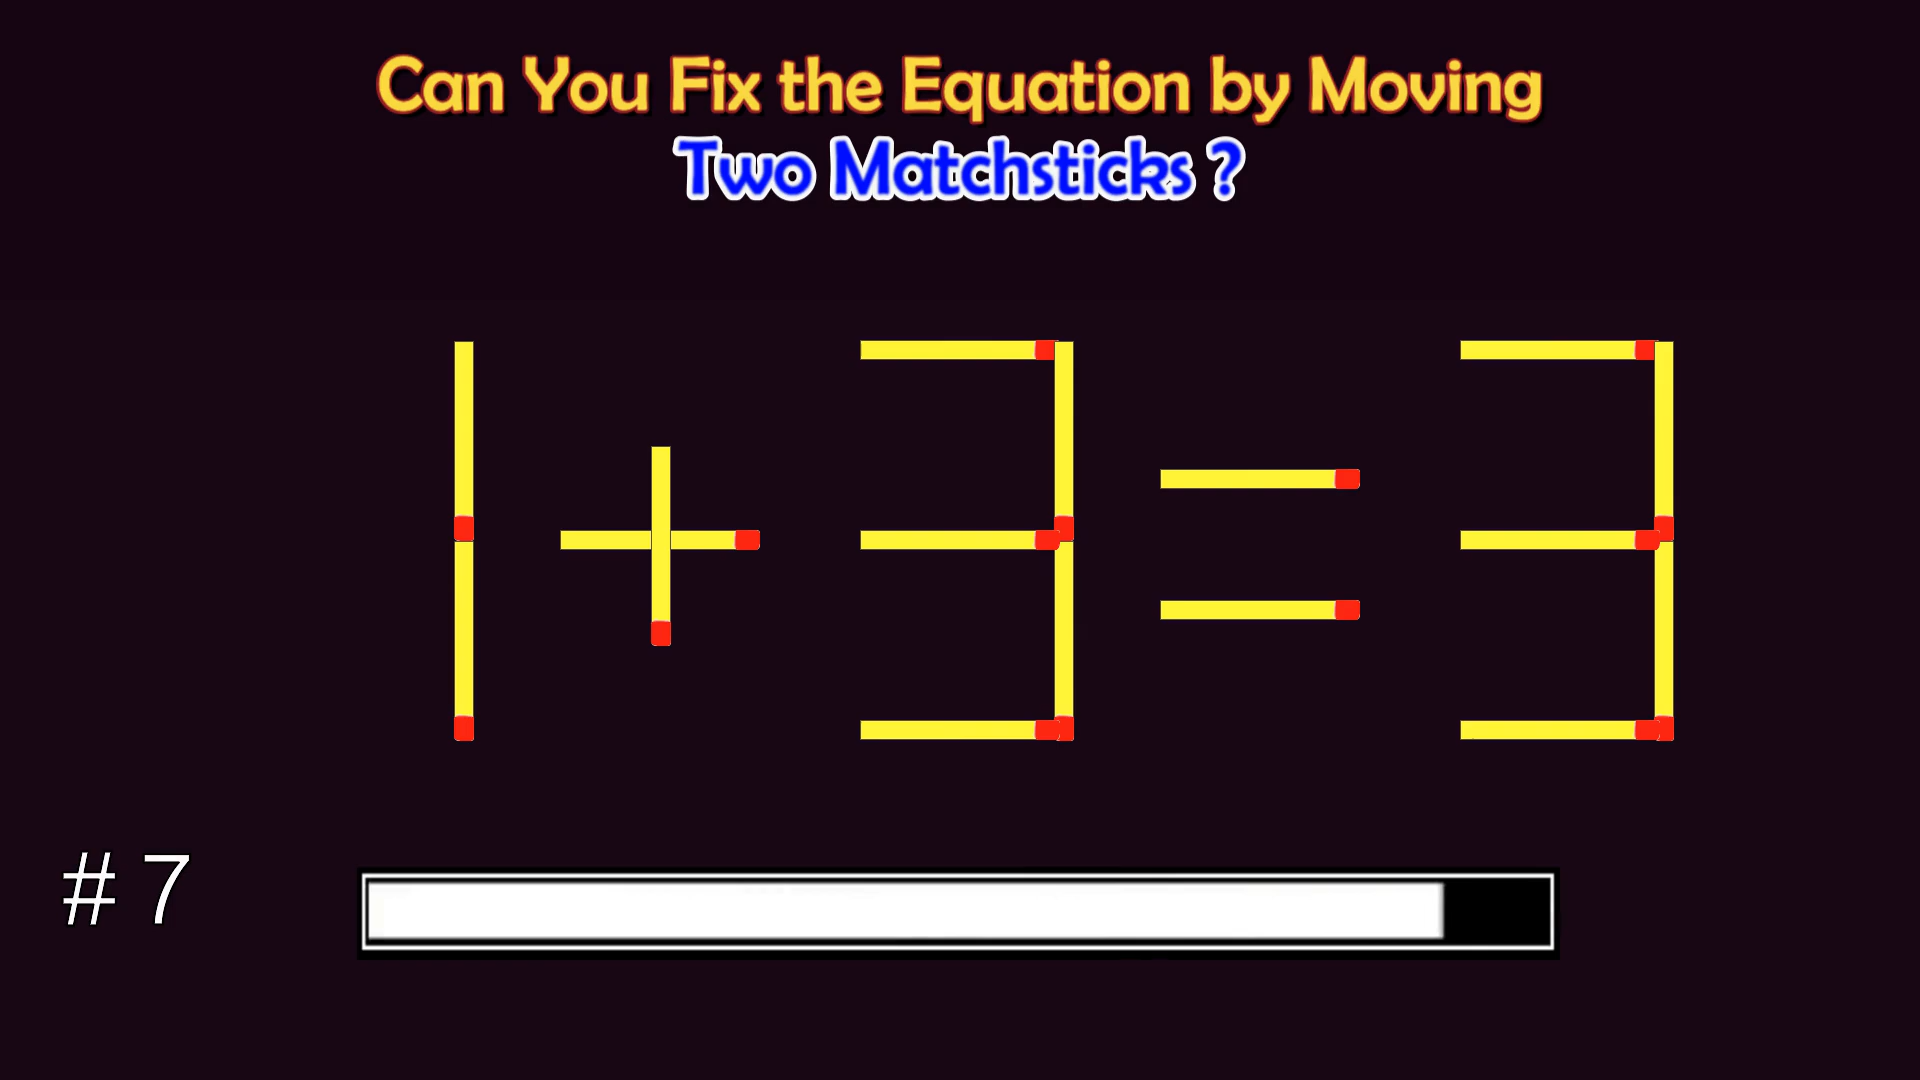 Can You Fix the Equation by Moving
Two Matchsticks ?
1 + 3 = 3
# 7